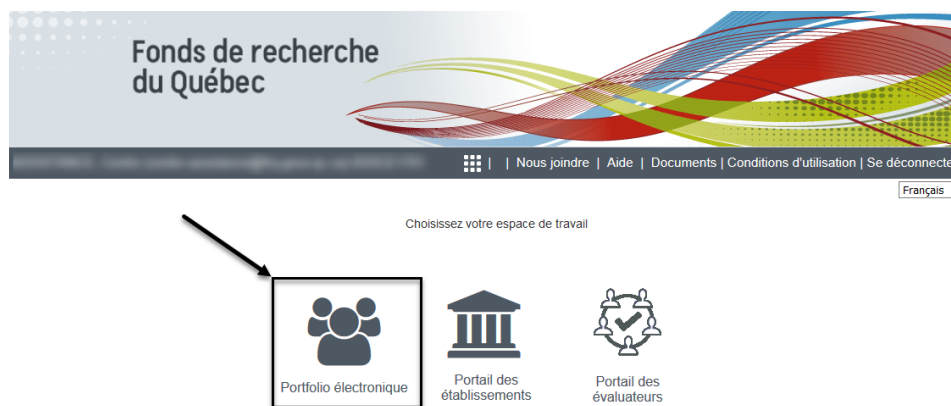 Fonds de recherche
du Québec
| | Nous joindre | Aide | Documents | Conditions d'utilisation | Se déconnecte
Français
Choisissez votre espace de travail
Portfolio électronique
Portail des
établissements
Portail des
évaluateurs